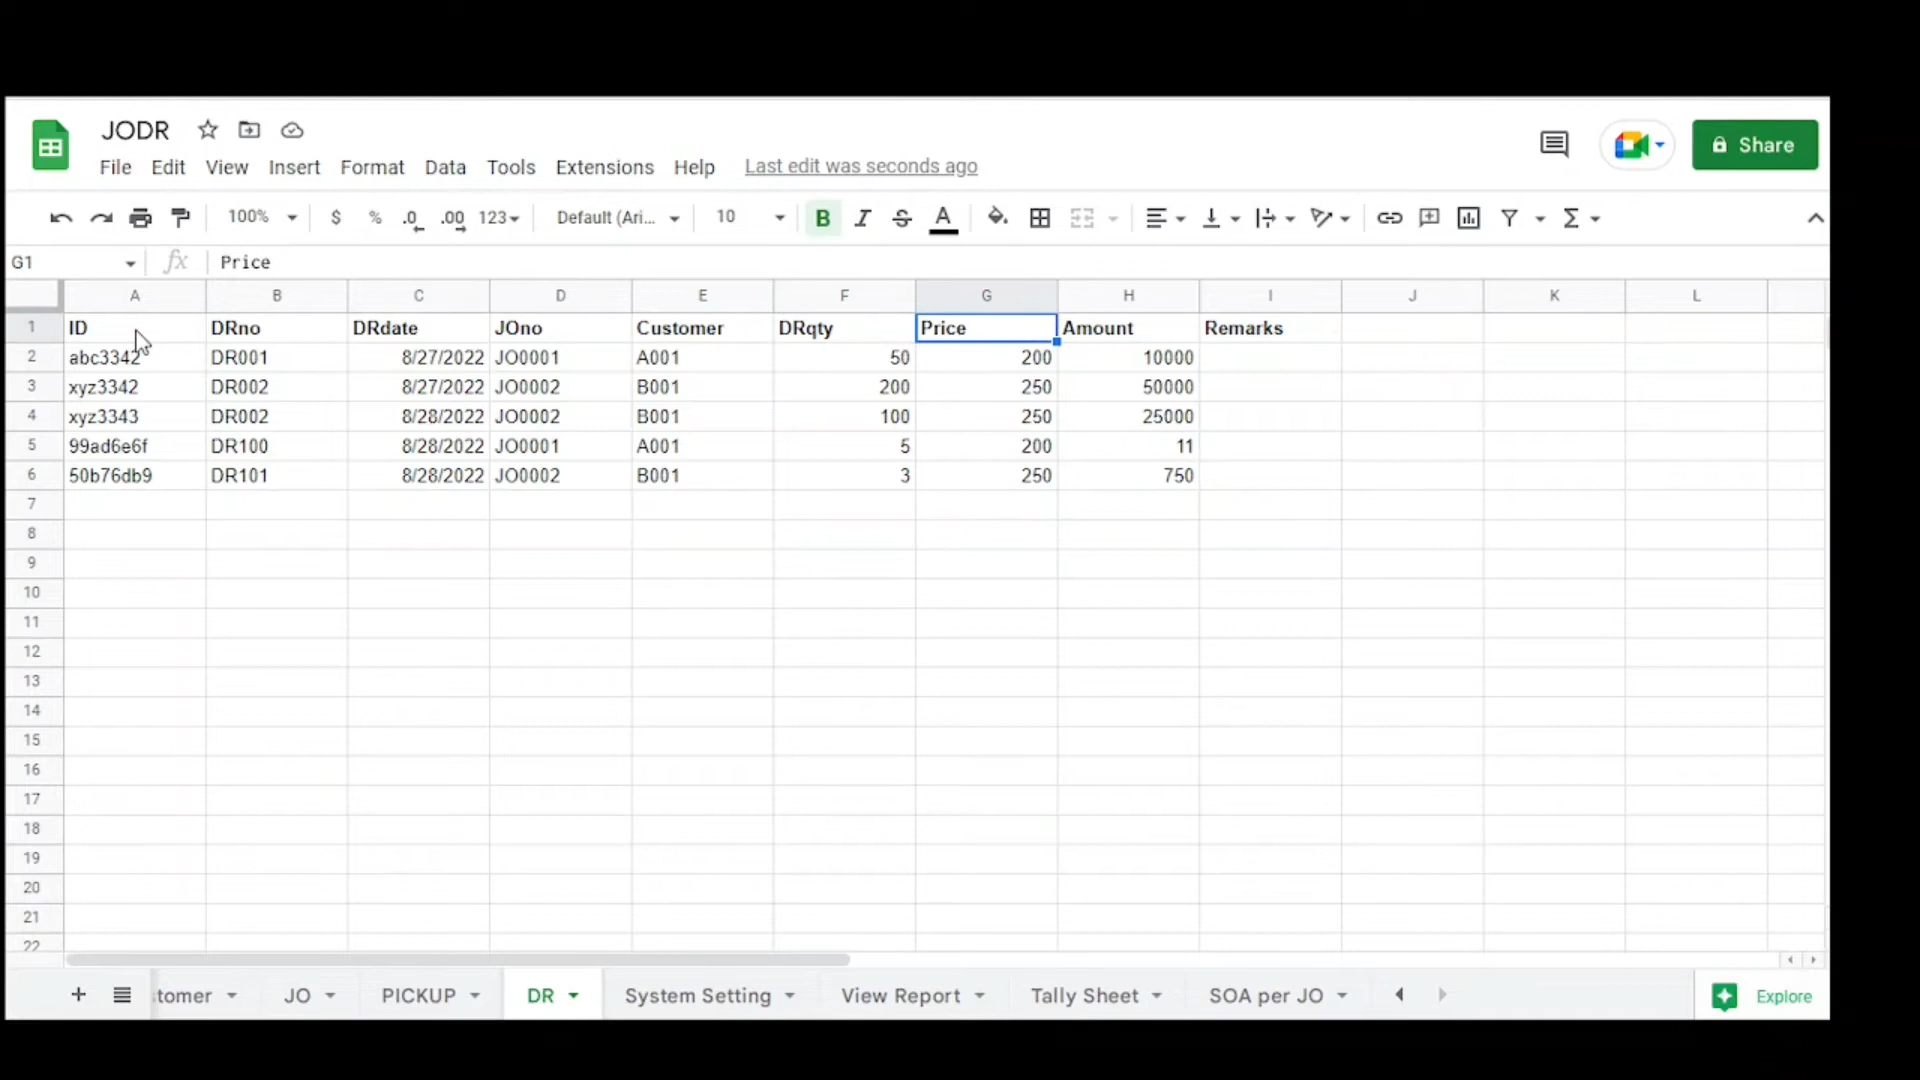 JODR
File Edit View Insert Format Data Tools Extensions Help Last edit was seconds ago
Share
100% $ % .0 .00 123 Default (Ari... 10 B I S A
G1 fx Price
A B C D E F G H I J K L
1 ID DRno DRdate JOno Customer DRqty Price Amount Remarks
2 abc3342 DR001 8/27/2022 JO0001 A001 50 200 10000
3 xyz3342 DR002 8/27/2022 JO0002 B001 200 250 50000
4 xyz3343 DR002 8/28/2022 JO0002 B001 100 250 25000
5 99ad6e6f DR100 8/28/2022 JO0001 A001 5 200 11
6 50b76db9 DR101 8/28/2022 JO0002 B001 3 250 750
7
8
9
10
11
12
13
14
15
16
17
18
19
20
21
22
tomer JO PICKUP DR System Setting View Report Tally Sheet SOA per JO Explore